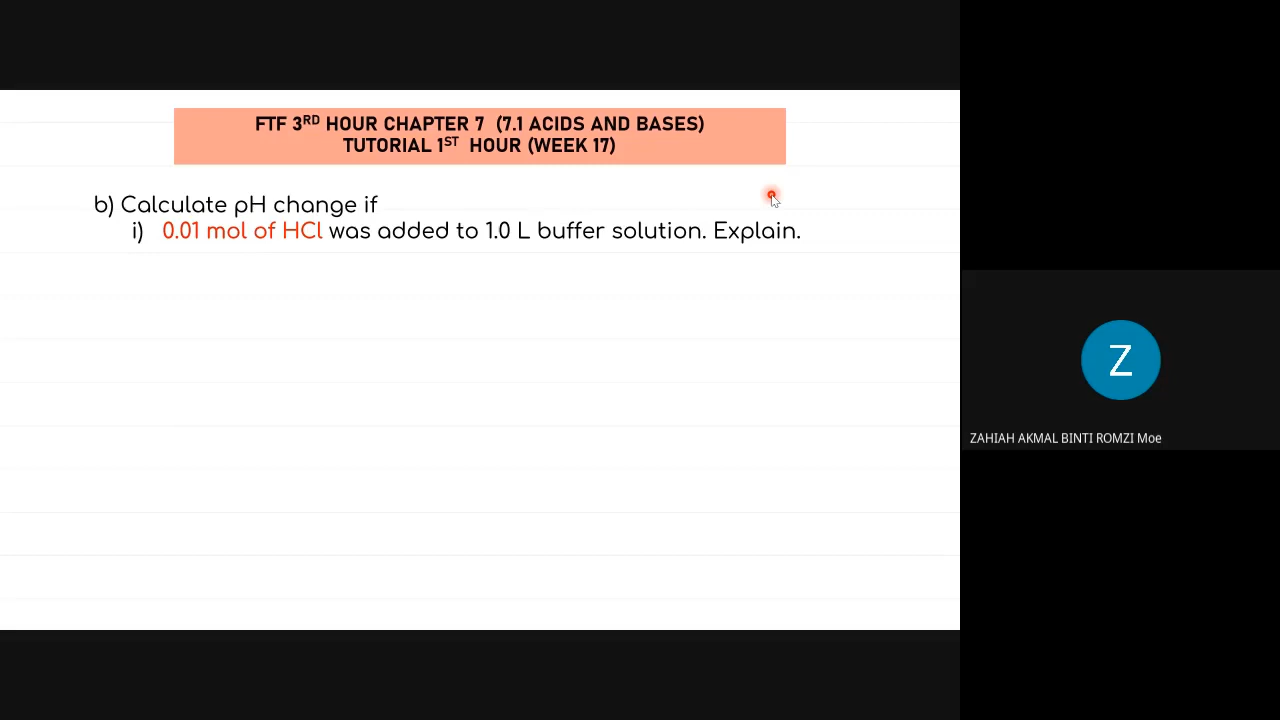 FTF 3RD HOUR CHAPTER 7 (7.1 ACIDS AND BASES)
TUTORIAL 1ST HOUR (WEEK 17)
b) Calculate pH change if
i) 0.01 mol of HCl was added to 1.0 L buffer solution. Explain.
Z
ZAHIAH AKMAL BINTI ROMZI Moe